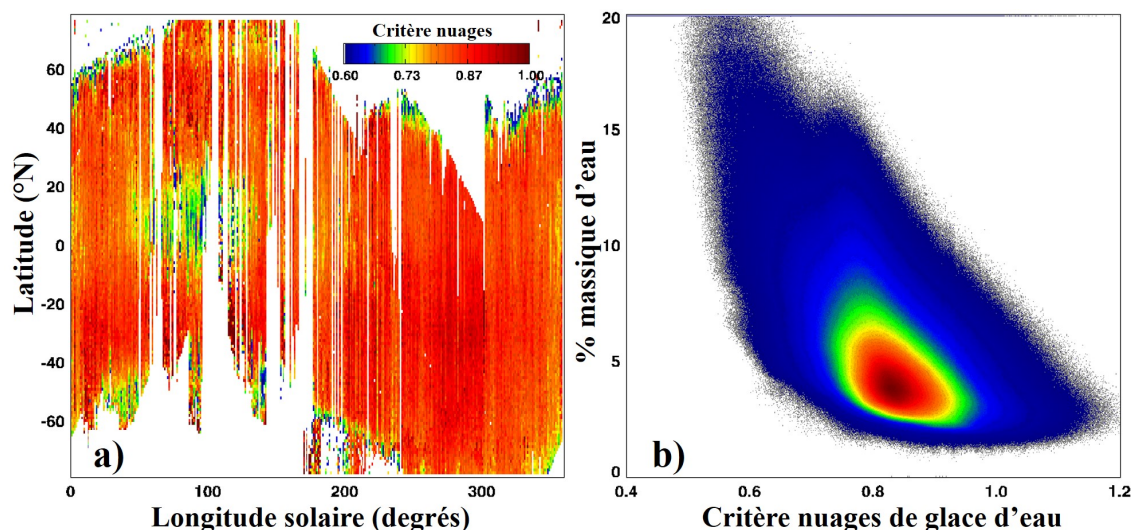 Critère nuages
0.60 0.73 0.87 1.00
60
40
20
0
-20
-40
-60
Latitude (°N)
a)
0 100 200 300
Longitude solaire (degrés)
20
15
10
5
0
% massique d’eau
b)
0.4 0.6 0.8 1.0 1.2
Critère nuages de glace d’eau